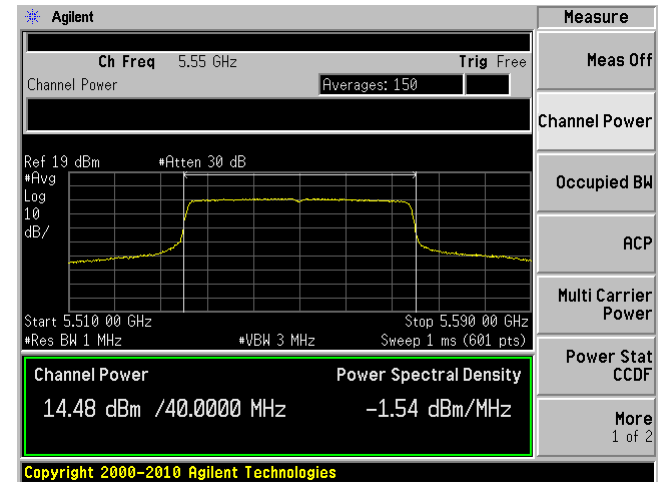 Agilent
Measure
Ch Freq 5.55 GHz Trig Free
Channel Power Averages: 150
Ref 19 dBm #Atten 30 dB
#Avg
Log
10
dB/
Start 5.510 00 GHz Stop 5.590 00 GHz
#Res BW 1 MHz #VBW 3 MHz Sweep 1 ms (601 pts)
Channel Power Power Spectral Density
14.48 dBm /40.0000 MHz -1.54 dBm/MHz
Copyright 2000-2010 Agilent Technologies
Meas Off
Channel Power
Occupied BW
ACP
Multi Carrier
Power
Power Stat
CCDF
More
1 of 2